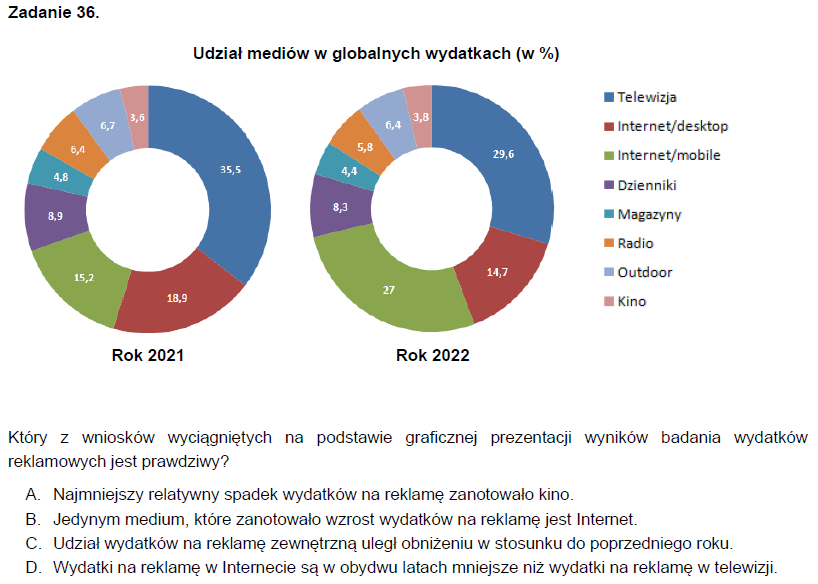 Zadanie 36.
Udział mediów w globalnych wydatkach (w %)
3,6
6,7
6,4
4,8
8,9
15,2
18,9
35,5
Rok 2021
3,8
6,4
5,8
4,4
8,3
27
14,7
29,6
Rok 2022
Telewizja
Internet/desktop
Internet/mobile
Dzienniki
Magazyny
Radio
Outdoor
Kino
Który z wniosków wyciągniętych na podstawie graficznej prezentacji wyników badania wydatków
reklamowych jest prawdziwy?
A. Najmniejszy relatywny spadek wydatków na reklamę zanotowało kino.
B. Jedynym medium, które zanotowało wzrost wydatków na reklamę jest Internet.
C. Udział wydatków na reklamę zewnętrzną uległ obniżeniu w stosunku do poprzedniego roku.
D. Wydatki na reklamę w Internecie są w obydwu latach mniejsze niż wydatki na reklamę w telewizji.